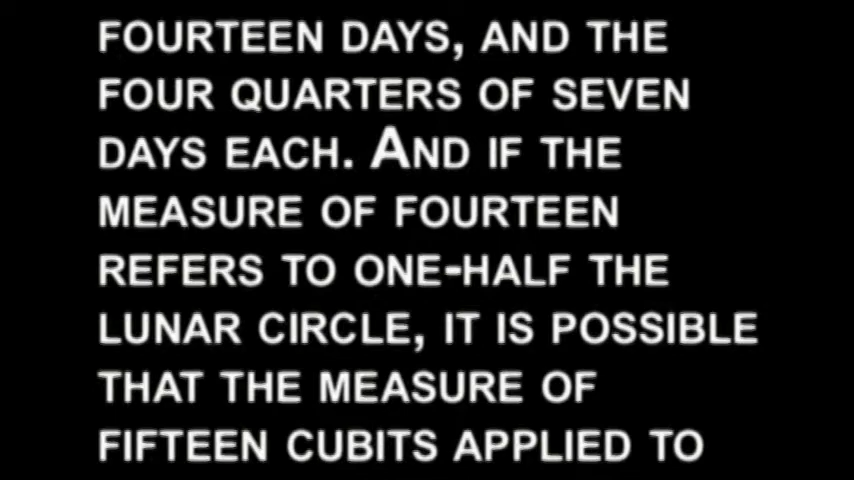 FOURTEEN DAYS, AND THE
FOUR QUARTERS OF SEVEN
DAYS EACH. AND IF THE
MEASURE OF FOURTEEN
REFERS TO ONE-HALF THE
LUNAR CIRCLE, IT IS POSSIBLE
THAT THE MEASURE OF
FIFTEEN CUBITS APPLIED TO